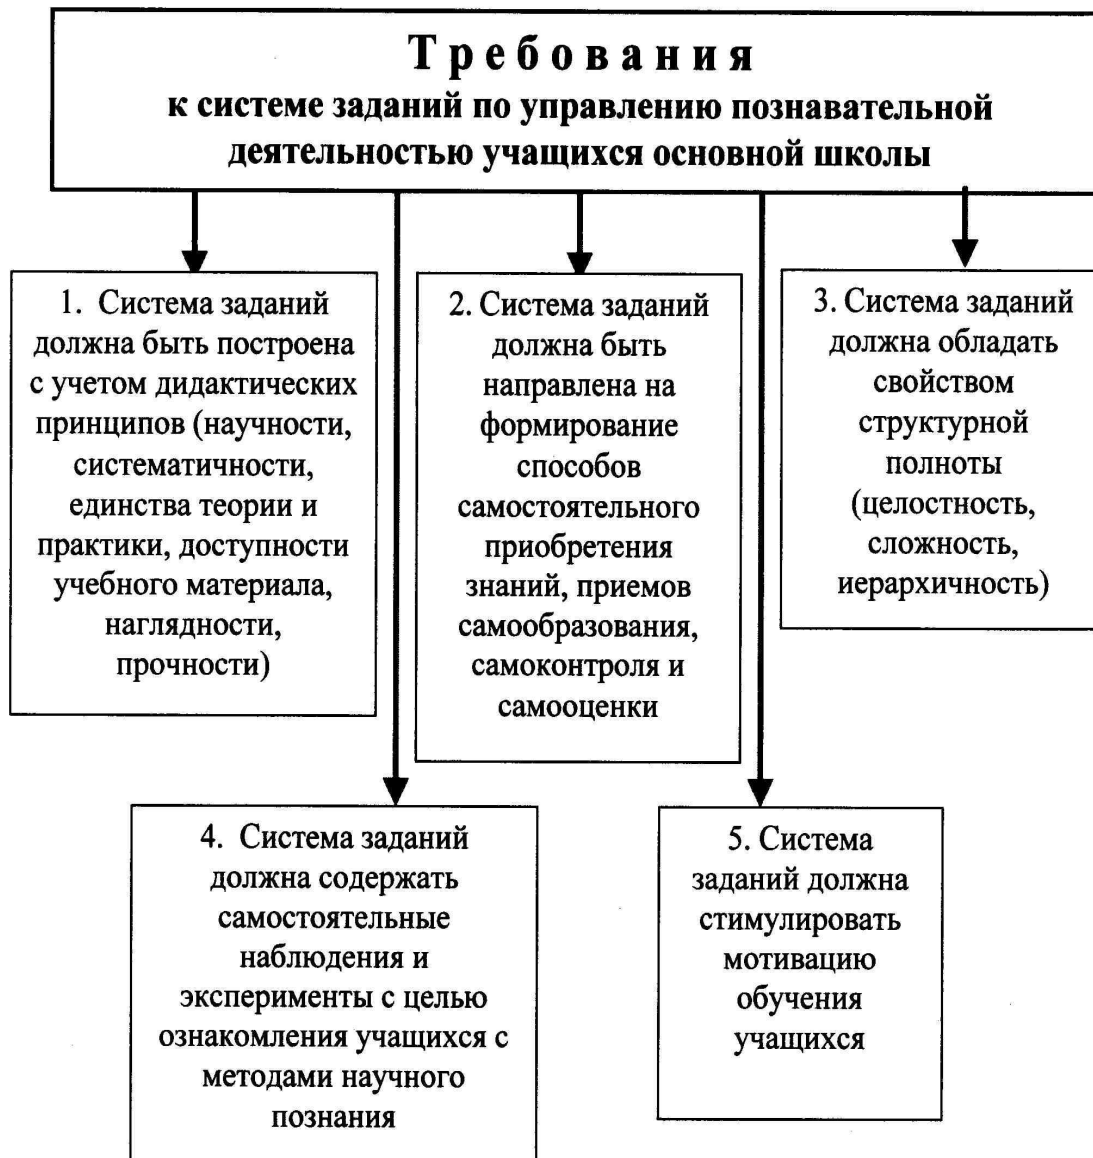 Требования
к системе заданий по управлению познавательной
деятельностью учащихся основной школы
1. Система заданий
должна быть построена
с учетом дидактических
принципов (научности,
систематичности,
единства теории и
практики, доступности
учебного материала,
наглядности,
прочности)
2. Система заданий
должна быть
направлена на
формирование
способов
самостоятельного
приобретения
знаний, приемов
самообразования,
самоконтроля и
самооценки
3. Система заданий
должна обладать
свойством
структурной
полноты
(целостность,
сложность,
иерархичность)
4. Система заданий
должна содержать
самостоятельные
наблюдения и
эксперименты с целью
ознакомления учащихся с
методами научного
познания
5. Система
заданий должна
стимулировать
мотивацию
обучения
учащихся